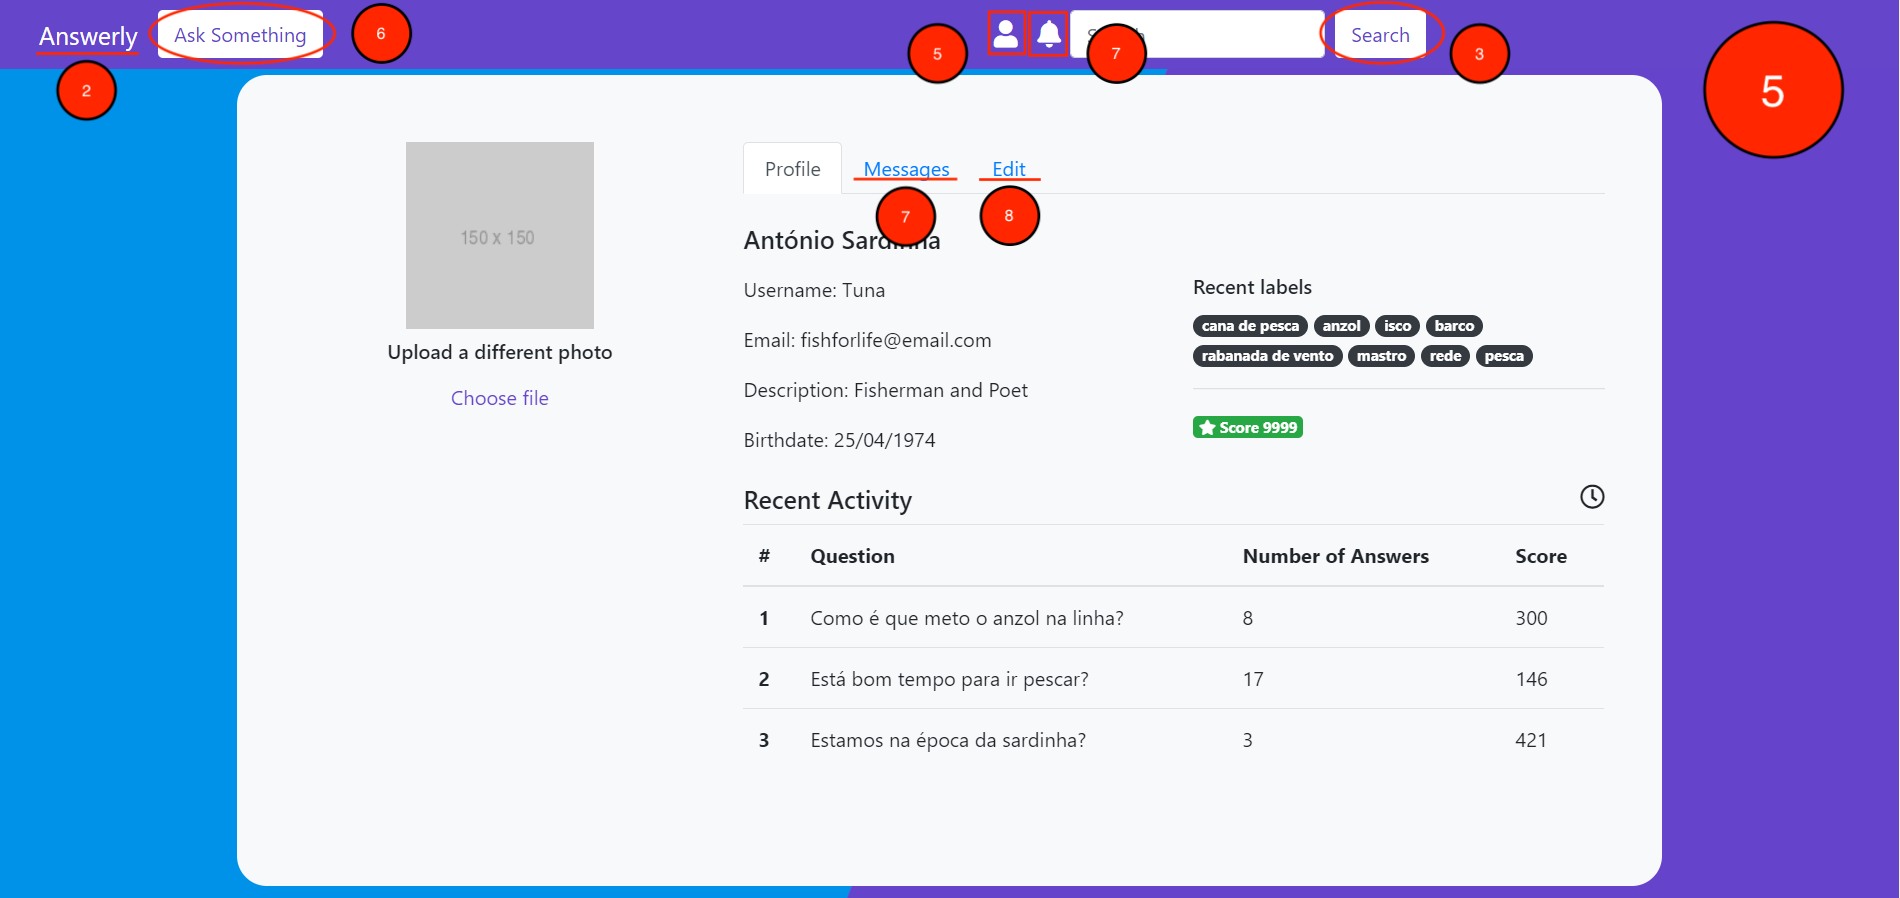 Answerly
Ask Something
6
5
7
Search
3
2
5
Profile
Messages
Edit
7
8
150 x 150
Upload a different photo
Choose file
António Sardinha
Username: Tuna
Email: fishforlife@email.com
Description: Fisherman and Poet
Birthdate: 25/04/1974
Recent labels
cana de pesca anzol isco barco
rabanada de vento mastro rede pesca
Score 9999
Recent Activity
# Question Number of Answers Score
1 Como é que meto o anzol na linha? 8 300
2 Está bom tempo para ir pescar? 17 146
3 Estamos na época da sardinha? 3 421